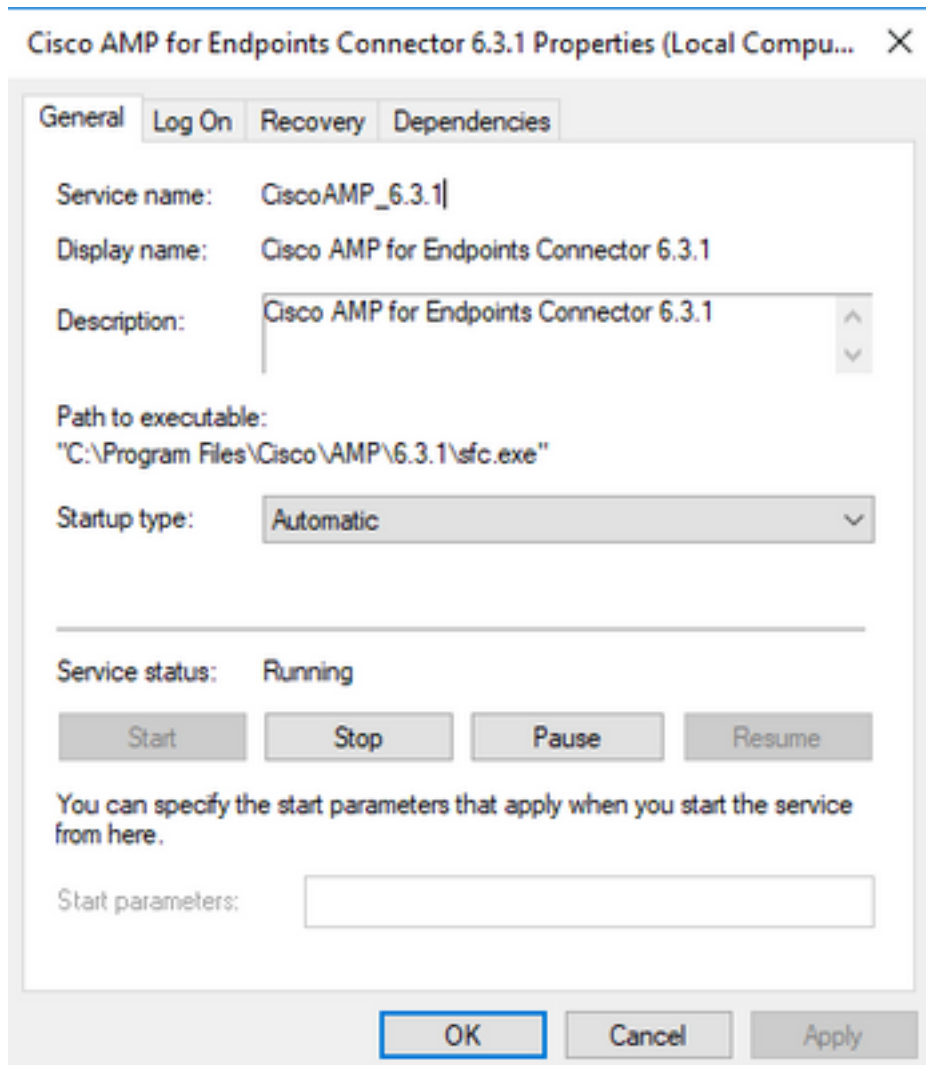 Cisco AMP for Endpoints Connector 6.3.1 Properties (Local Compu...
General Log On Recovery Dependencies
Service name: CiscoAMP_6.3.1
Display name: Cisco AMP for Endpoints Connector 6.3.1
Description: Cisco AMP for Endpoints Connector 6.3.1
Path to executable:
"C:\Program Files\Cisco\AMP\6.3.1\sfc.exe"
Startup type: Automatic
Service status: Running
Start Stop Pause Resume
You can specify the start parameters that apply when you start the service
from here.
Start parameters:
OK Cancel Apply